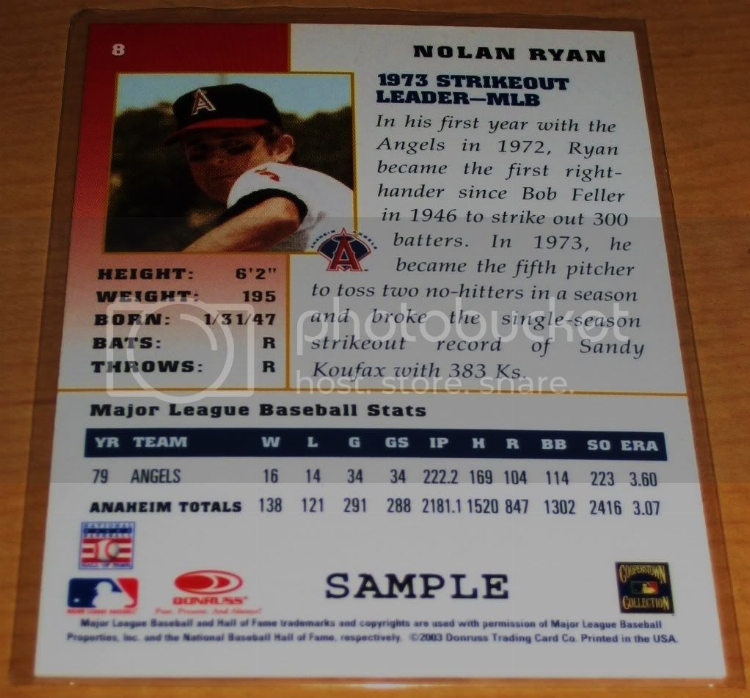 8
NOLAN RYAN
1973 STRIKEOUT
LEADER—MLB
In his first year with the
Angels in 1972, Ryan
became the first right-
hander since Bob Feller
in 1946 to strike out 300
batters. In 1973, he
became the fifth pitcher
to toss two no-hitters in a season
and broke the single-season
strikeout record of Sandy
Koufax with 383 Ks.
A
A
HEIGHT: 6'2"
WEIGHT: 195
BORN: 1/31/47
BATS: R
THROWS: R
photobucket
host. store. share.
Major League Baseball Stats
YR TEAM W L G GS IP H R BB SO ERA
79 ANGELS 16 14 34 34 222.2 169 104 114 223 3.60
ANAHEIM TOTALS 138 121 291 288 2181.1 1520 847 1302 2416 3.07
NATIONAL
BASEBALL
HALL OF FAME
DONRUSS
SAMPLE
COOPERSTOWN
COLLECTION
Major League Baseball and Hall of Fame trademarks and copyrights are used with permission of Major League Baseball
Properties, Inc. and the National Baseball Hall of Fame, respectively. ©2003 Donruss Trading Card Co. Printed in the USA.